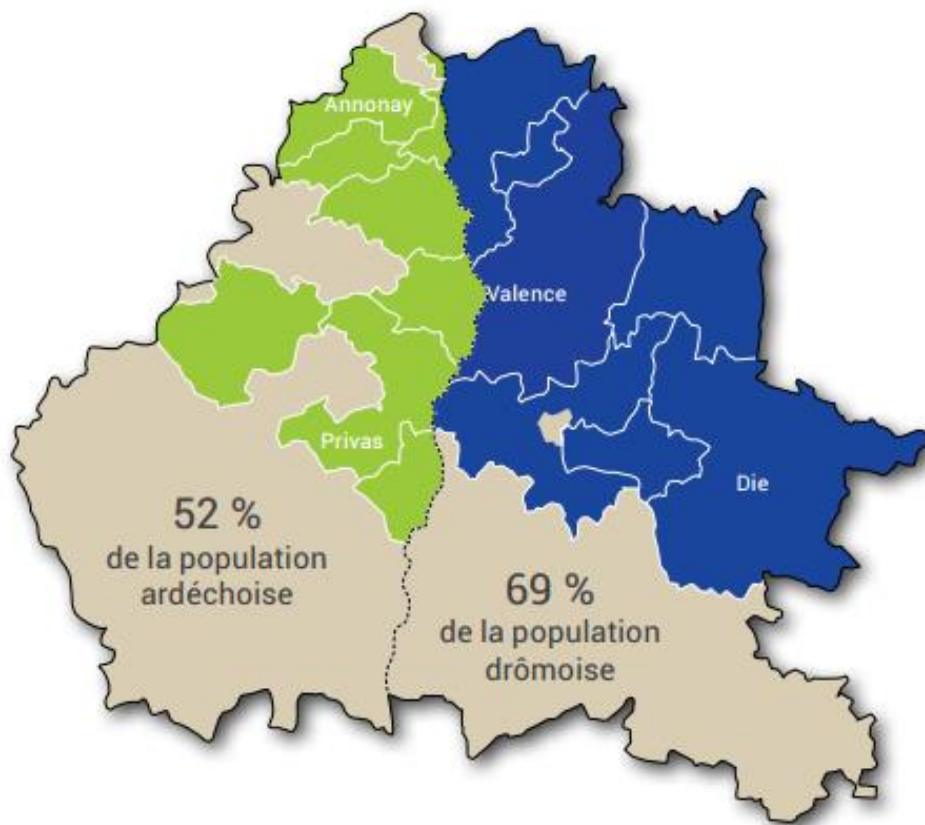 Annonay
Valence
Privas
Die
52 %
de la population
ardéchoise
69 %
de la population
drômoise